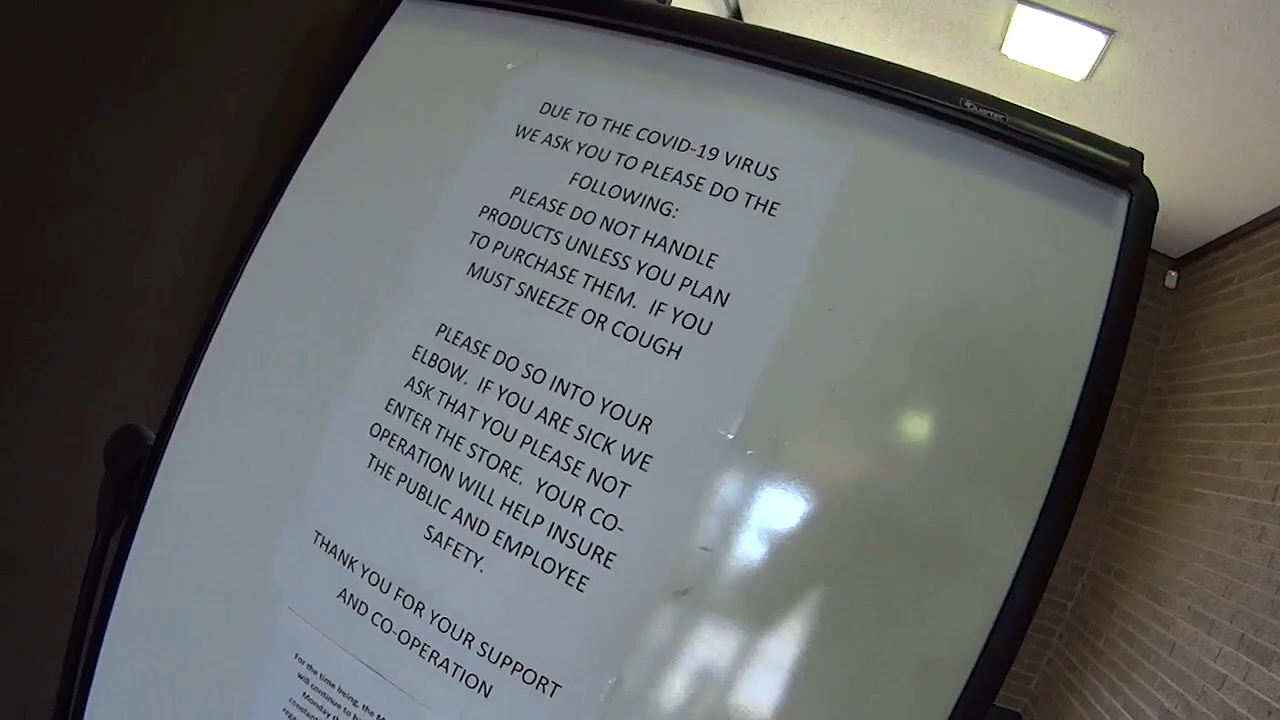 Quartet
DUE TO THE COVID-19 VIRUS
WE ASK YOU TO PLEASE DO THE
FOLLOWING:
PLEASE DO NOT HANDLE
PRODUCTS UNLESS YOU PLAN
TO PURCHASE THEM. IF YOU
MUST SNEEZE OR COUGH
PLEASE DO SO INTO YOUR
ELBOW. IF YOU ARE SICK WE
ASK THAT YOU PLEASE NOT
ENTER THE STORE. YOUR CO-
OPERATION WILL HELP INSURE
THE PUBLIC AND EMPLOYEE
SAFETY.
THANK YOU FOR YOUR SUPPORT
AND CO-OPERATION
For the time being, the
will continue to
Monday